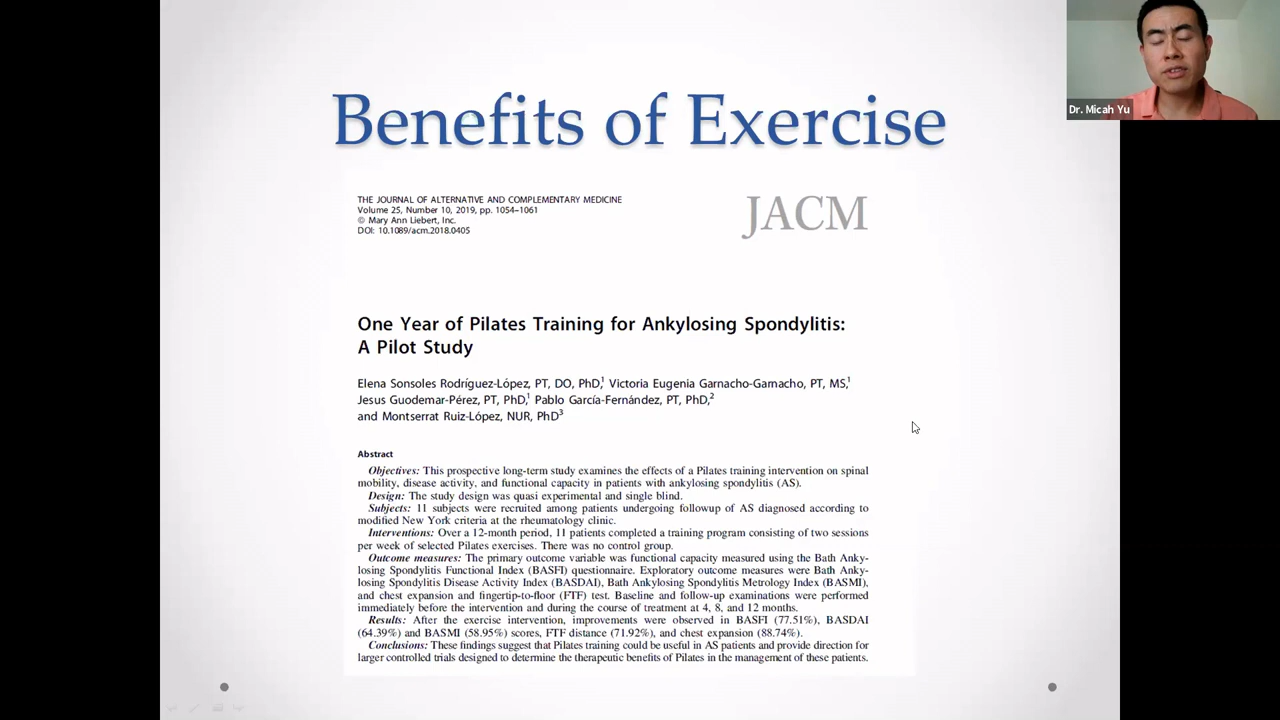 Benefits of Exercise
Dr. Micah Yu
THE JOURNAL OF ALTERNATIVE AND COMPLEMENTARY MEDICINE
Volume 25, Number 10, 2019, pp. 1054–1061
© Mary Ann Liebert, Inc.
DOI: 10.1089/acm.2018.0405
JACM
One Year of Pilates Training for Ankylosing Spondylitis:
A Pilot Study
Elena Sonsoles Rodríguez-López, PT, DO, PhD,1 Victoria Eugenia Garnacho-Garnacho, PT, MS,1
Jesus Guodemar-Pérez, PT, PhD,1 Pablo García-Fernández, PT, PhD,2
and Montserrat Ruiz-López, NUR, PhD3
Abstract
Objectives: This prospective long-term study examines the effects of a Pilates training intervention on spinal
mobility, disease activity, and functional capacity in patients with ankylosing spondylitis (AS).
Design: The study design was quasi experimental and single blind.
Subjects: 11 subjects were recruited among patients undergoing followup of AS diagnosed according to
modified New York criteria at the rheumatology clinic.
Interventions: Over a 12-month period, 11 patients completed a training program consisting of two sessions
per week of selected Pilates exercises. There was no control group.
Outcome measures: The primary outcome variable was functional capacity measured using the Bath Anky-
losing Spondylitis Functional Index (BASFI) questionnaire. Exploratory outcome measures were Bath Anky-
losing Spondylitis Disease Activity Index (BASDAI), Bath Ankylosing Spondylitis Metrology Index (BASMI),
and chest expansion and fingertip-to-floor (FTF) test. Baseline and follow-up examinations were performed
immediately before the intervention and during the course of treatment at 4, 8, and 12 months.
Results: After the exercise intervention, improvements were observed in BASFI (77.51%), BASDAI
(64.39%) and BASMI (58.95%) scores, FTF distance (71.92%), and chest expansion (88.74%).
Conclusions: These findings suggest that Pilates training could be useful in AS patients and provide direction for
larger controlled trials designed to determine the therapeutic benefits of Pilates in the management of these patients.